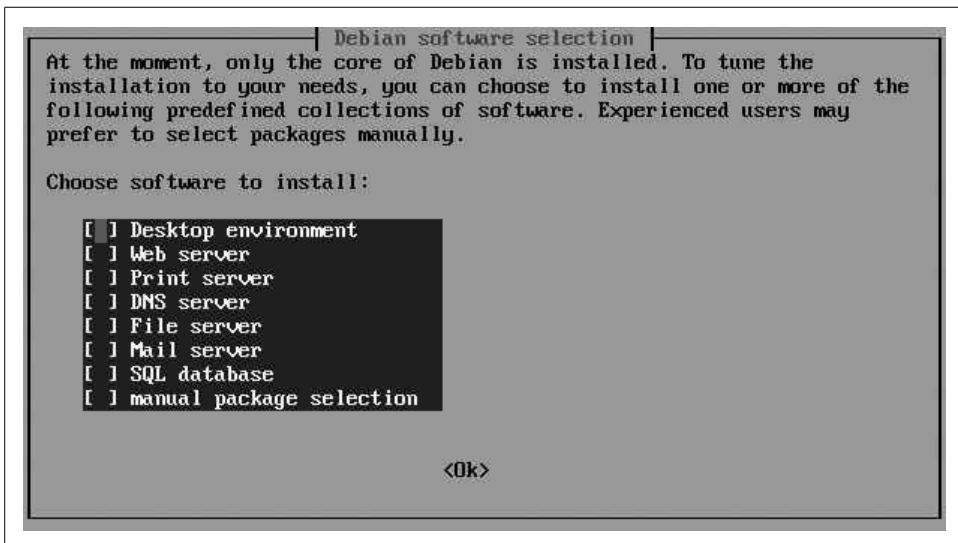 Debian software selection
At the moment, only the core of Debian is installed. To tune the
installation to your needs, you can choose to install one or more of the
following predefined collections of software. Experienced users may
prefer to select packages manually.
Choose software to install:
[ ] Desktop environment
[ ] Web server
[ ] Print server
[ ] DNS server
[ ] File server
[ ] Mail server
[ ] SQL database
[ ] manual package selection
<Ok>